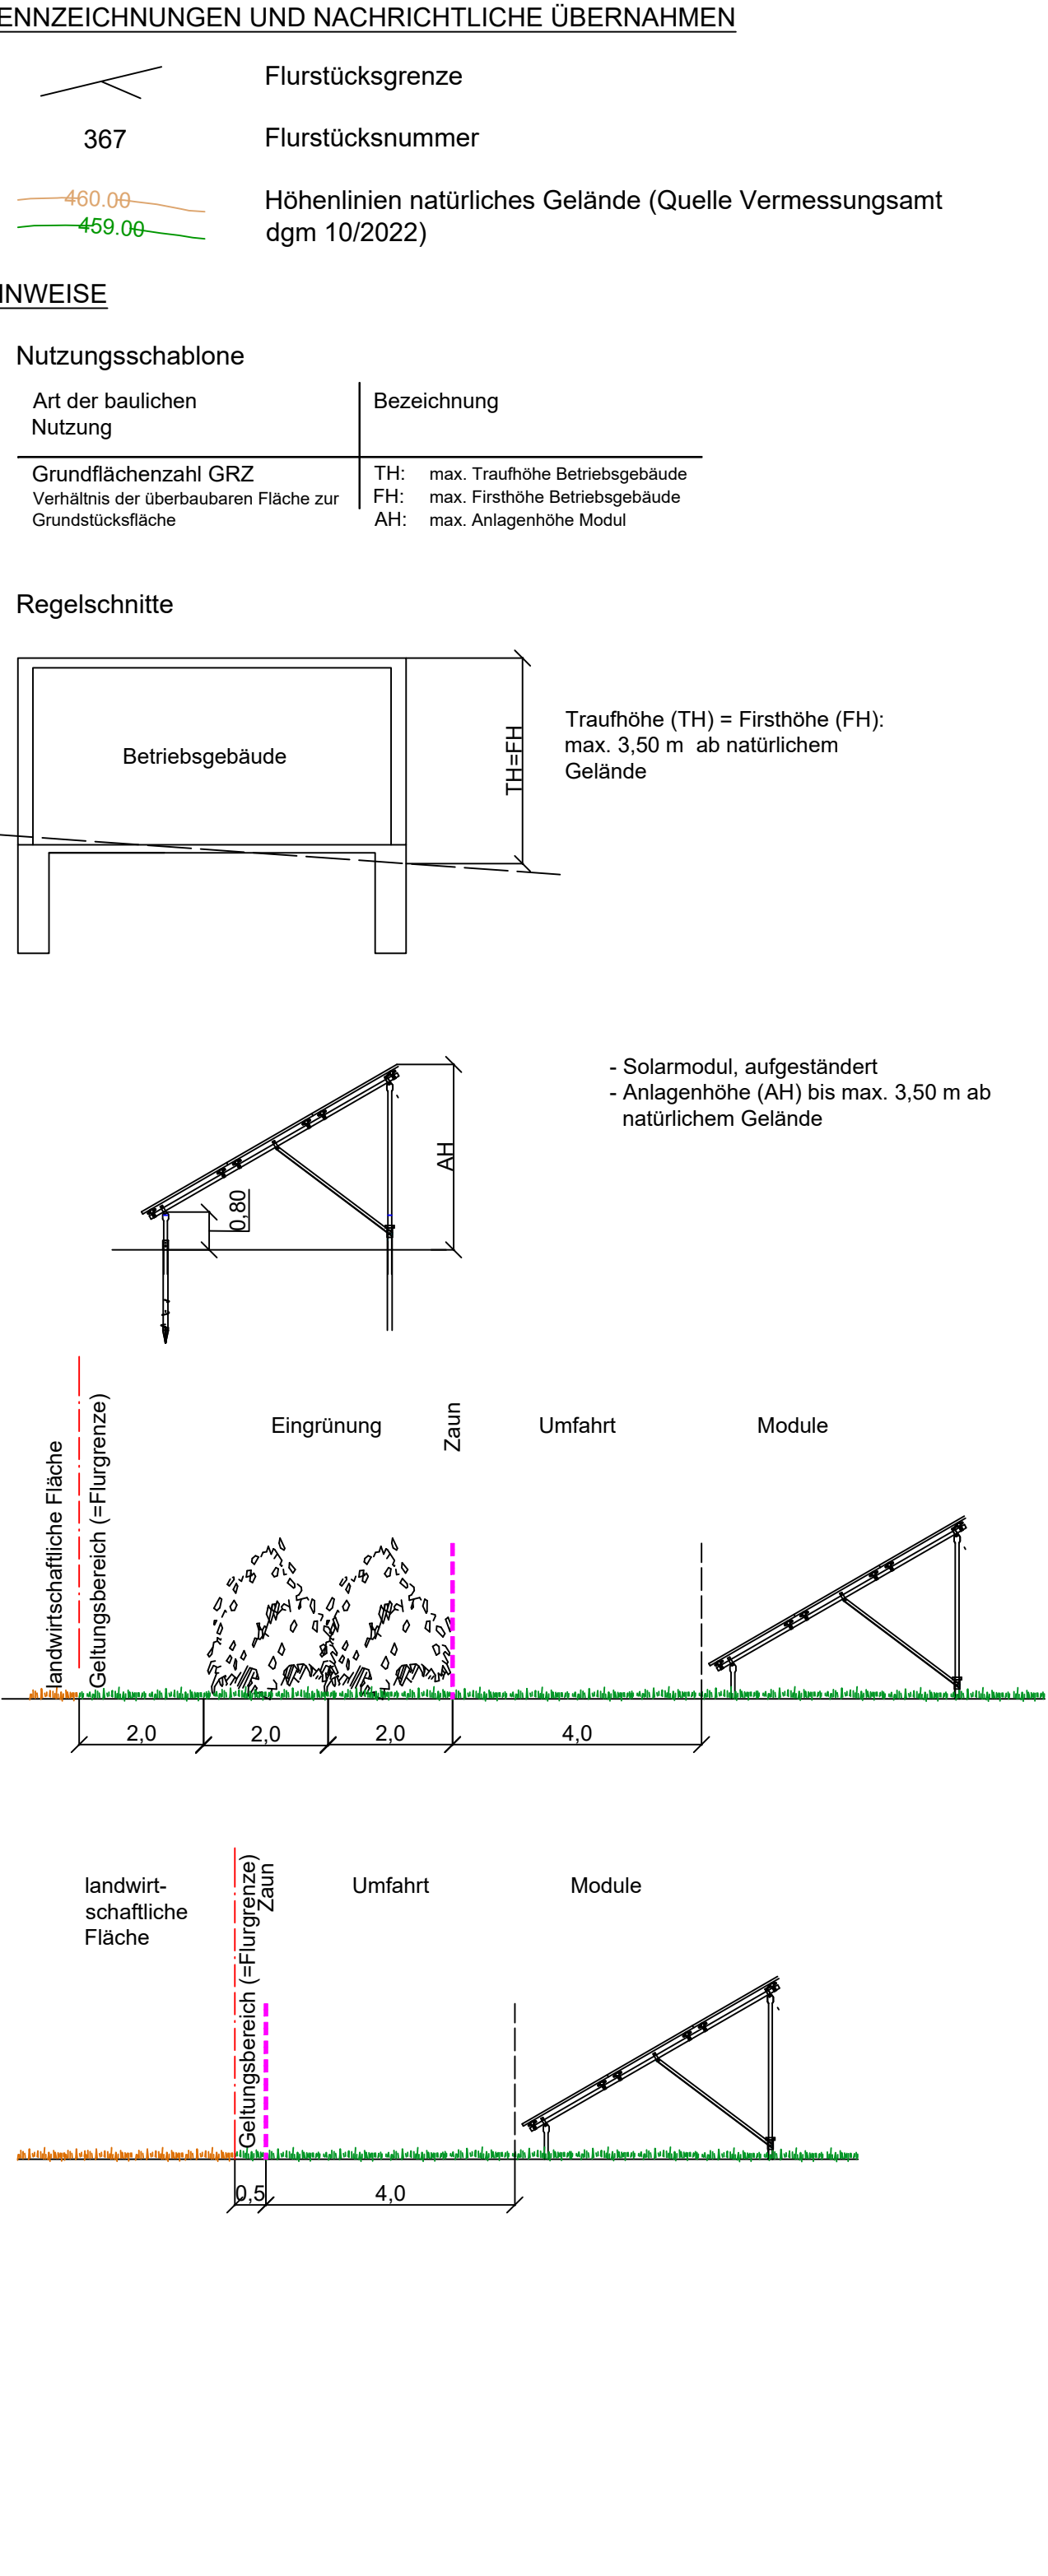 ENNZEICHNUNGEN UND NACHRICHTLICHE ÜBERNAHMEN
Flurstücksgrenze
367 Flurstücksnummer
460.00
459.00
Höhenlinien natürliches Gelände (Quelle Vermessungsamt
dgm 10/2022)
INWEISE
Nutzungsschablone
Art der baulichen
Nutzung
Bezeichnung
Grundflächenzahl GRZ
Verhältnis der überbaubaren Fläche zur
Grundstücksfläche
TH: max. Traufhöhe Betriebsgebäude
FH: max. Firsthöhe Betriebsgebäude
AH: max. Anlagenhöhe Modul
Regelschnitte
Betriebsgebäude
TH=FH
Traufhöhe (TH) = Firsthöhe (FH):
max. 3,50 m ab natürlichem
Gelände
- Solarmodul, aufgeständert
- Anlagenhöhe (AH) bis max. 3,50 m ab
natürlichem Gelände
AH
0,80
landwirtschaftliche Fläche
Geltungsbereich (=Flurgrenze)
Eingrünung
Zaun
Umfahrt
Module
2,0
2,0
2,0
4,0
landwirt-
schaftliche
Fläche
Geltungsbereich (=Flurgrenze)
Zaun
Umfahrt
Module
0,5
4,0